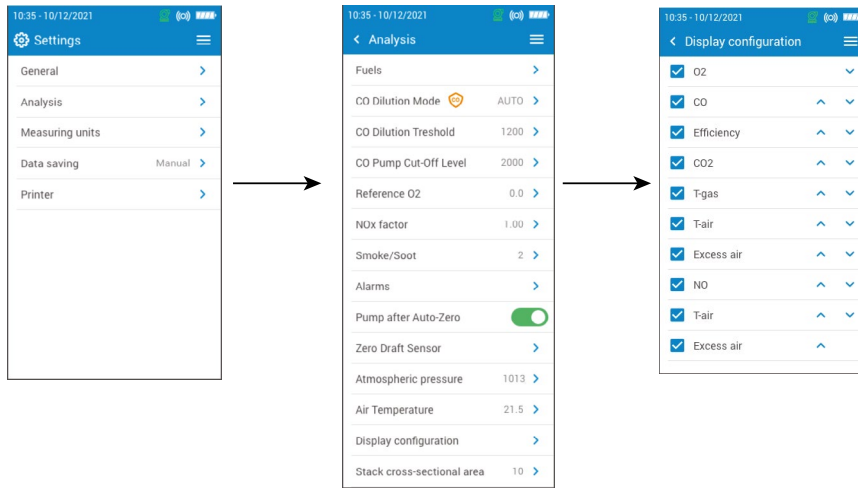 10:35 - 10/12/2021
Settings
General
Analysis
Measuring units
Data saving Manual
Printer
10:35 - 10/12/2021
Analysis
Fuels
CO Dilution Mode CO AUTO
CO Dilution Treshold 1200
CO Pump Cut-Off Level 2000
Reference O2 0.0
NOx factor 1.00
Smoke/Soot 2
Alarms
Pump after Auto-Zero
Zero Draft Sensor
Atmospheric pressure 1013
Air Temperature 21.5
Display configuration
Stack cross-sectional area 10
10:35 - 10/12/2021
Display configuration
O2
CO
Efficiency
CO2
T-gas
T-air
Excess air
NO
T-air
Excess air